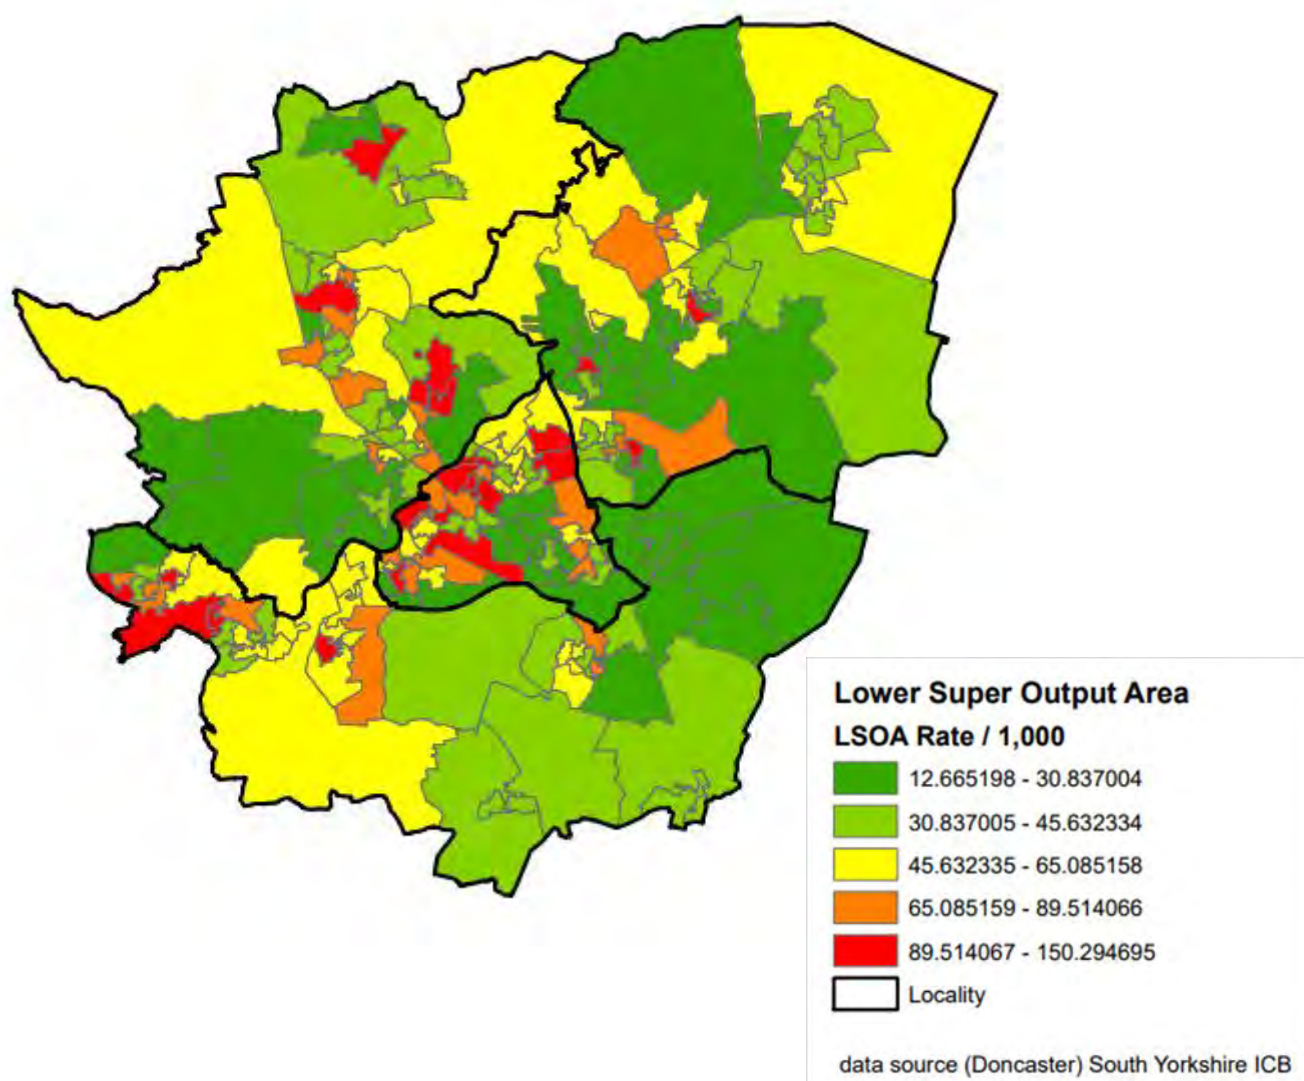 Lower Super Output Area
LSOA Rate / 1,000
12.665198 - 30.837004
30.837005 - 45.632334
45.632335 - 65.085158
65.085159 - 89.514066
89.514067 - 150.294695
Locality
data source (Doncaster) South Yorkshire ICB